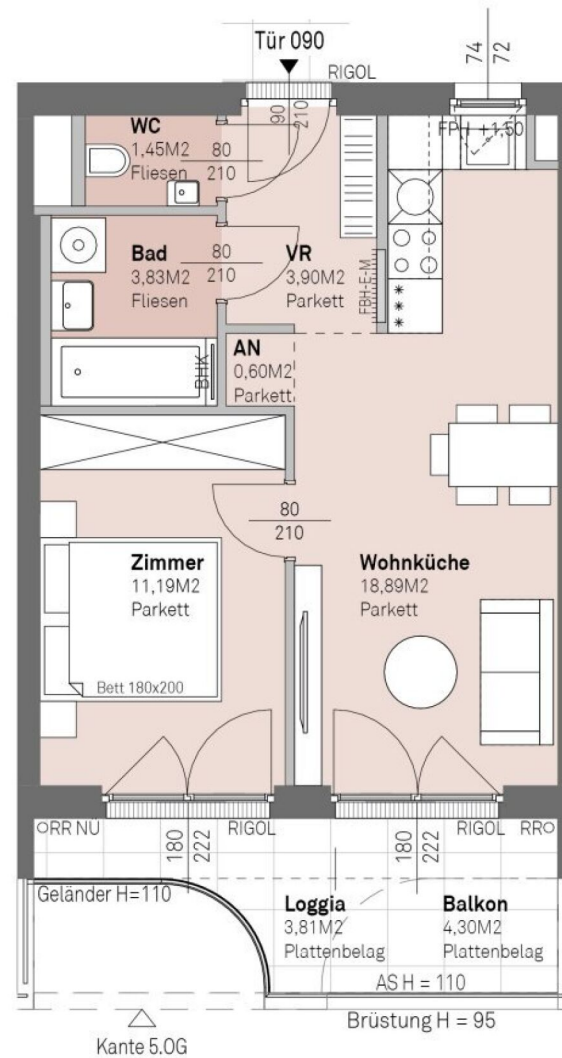 Tür 090
74
72
RIGOL
90
210
FPH +1.50
WC
1,45M2
Fliesen
80
210
Bad
3,83M2
Fliesen
80
210
VR
3,90M2
Parkett
FBH-E-M
BHK
AN
0,60M2
Parkett
80
210
Zimmer
11,19M2
Parkett
Wohnküche
18,89M2
Parkett
Bett 180x200
RR NU
180
222
RIGOL
180
222
RIGOL
RR
Geländer H=110
Loggia
3,81M2
Plattenbelag
Balkon
4,30M2
Plattenbelag
AS H = 110
Brüstung H = 95
Kante 5.OG